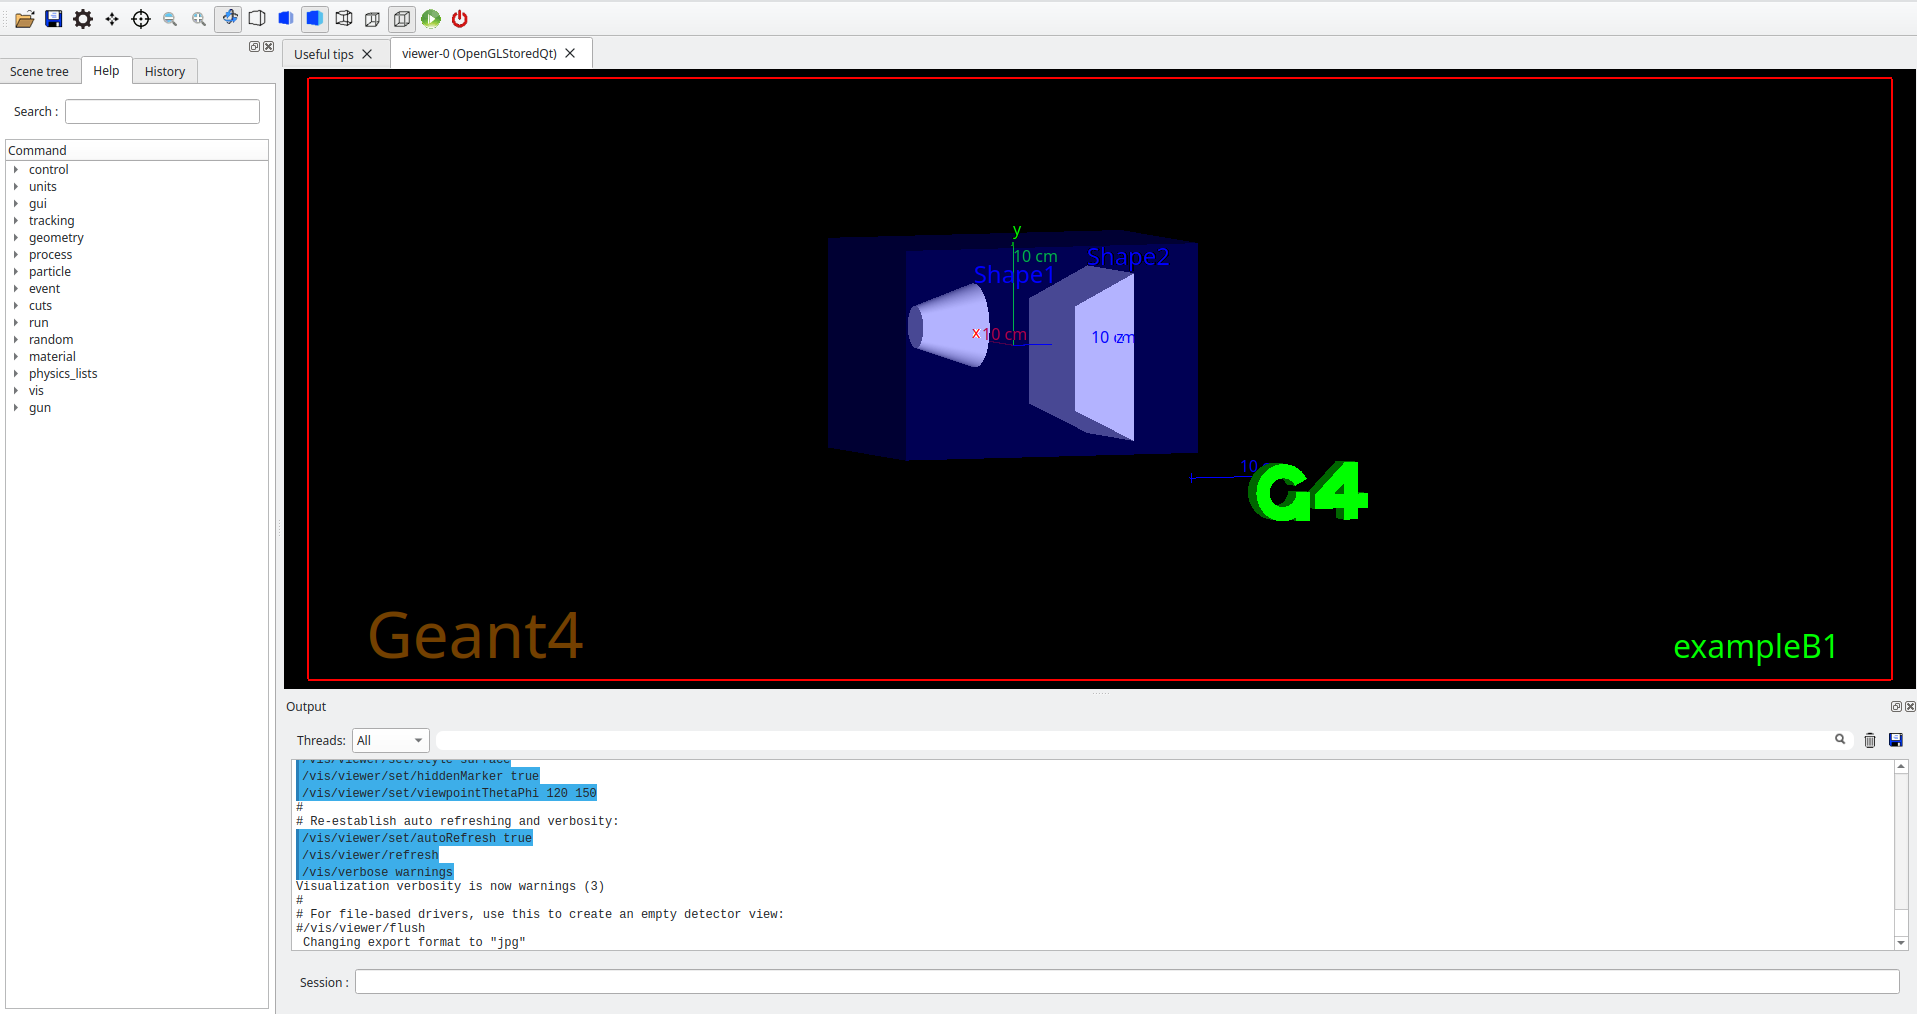 Useful tips
viewer-0 (OpenGLStoredQt)
Scene tree
Help
History
Search :
Command
control
units
gui
tracking
geometry
process
particle
event
cuts
run
random
material
physics_lists
vis
gun
y
10 cm
Shape1
Shape2
x
10 cm
10 cm
z
10
G4
Geant4
exampleB1
Output
Threads:
All
/vis/viewer/set/style surface
/vis/viewer/set/hiddenMarker true
/vis/viewer/set/viewpointThetaPhi 120 150
#
# Re-establish auto refreshing and verbosity:
/vis/viewer/set/autoRefresh true
/vis/viewer/refresh
/vis/verbose warnings
Visualization verbosity is now warnings (3)
#
# For file-based drivers, use this to create an empty detector view:
#/vis/viewer/flush
Changing export format to "jpg"
Session :